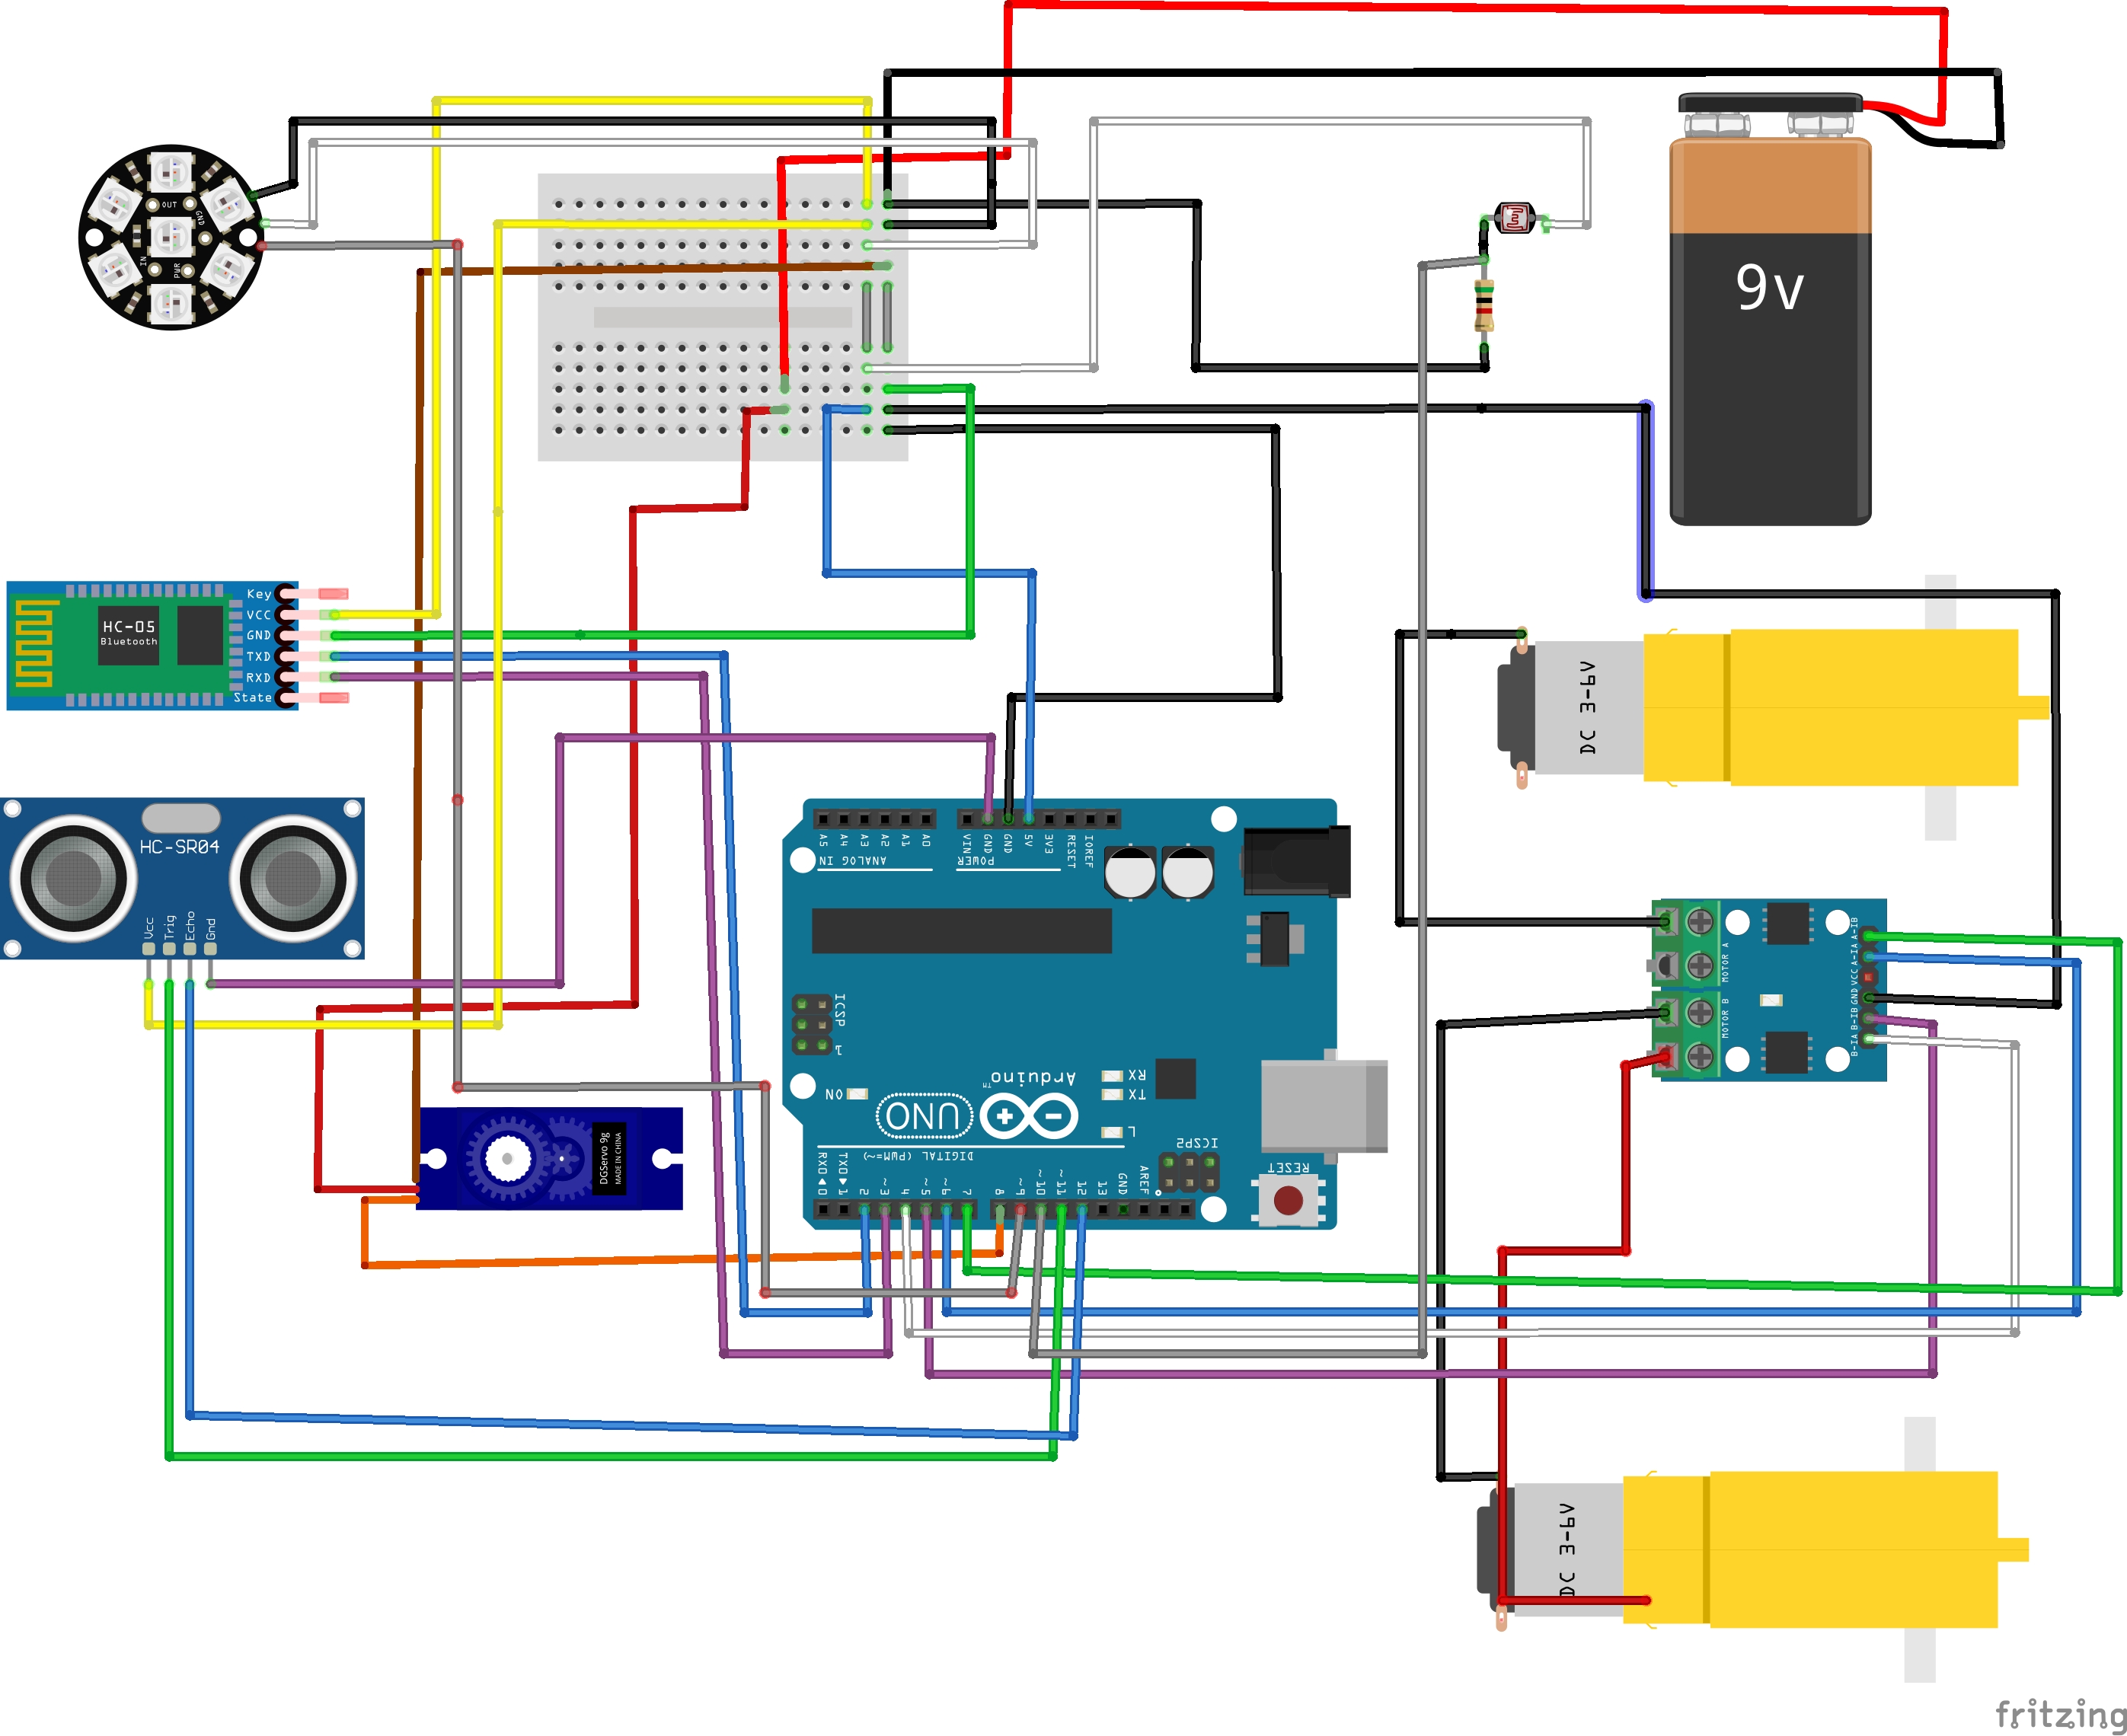 OUT
GND
IN
PWR
9v
HC-05
Bluetooth
Key
VCC
GND
TXD
RXD
State
DC 3-6V
HC-SR04
Vcc
Trig
Echo
Gnd
A5
A4
A3
A2
A1
A0
ANALOG IN
VIN
GND
GND
5V
3V3
RESET
IOREF
POWER
ICSP
1
ON
UNO
Arduino
TM
RX
TX
L
ICSP2
RESET
DIGITAL (PWM=~)
RX0◄0
TX0►1
2
~3
4
~5
~6
7
8
~9
~10
~11
12
13
GND
AREF
DGServo 9g
MADE IN CHINA
MOTOR A
MOTOR B
A-IB
A-IA
VCC
GND
B-IB
B-IA
DC 3-6V
fritzing